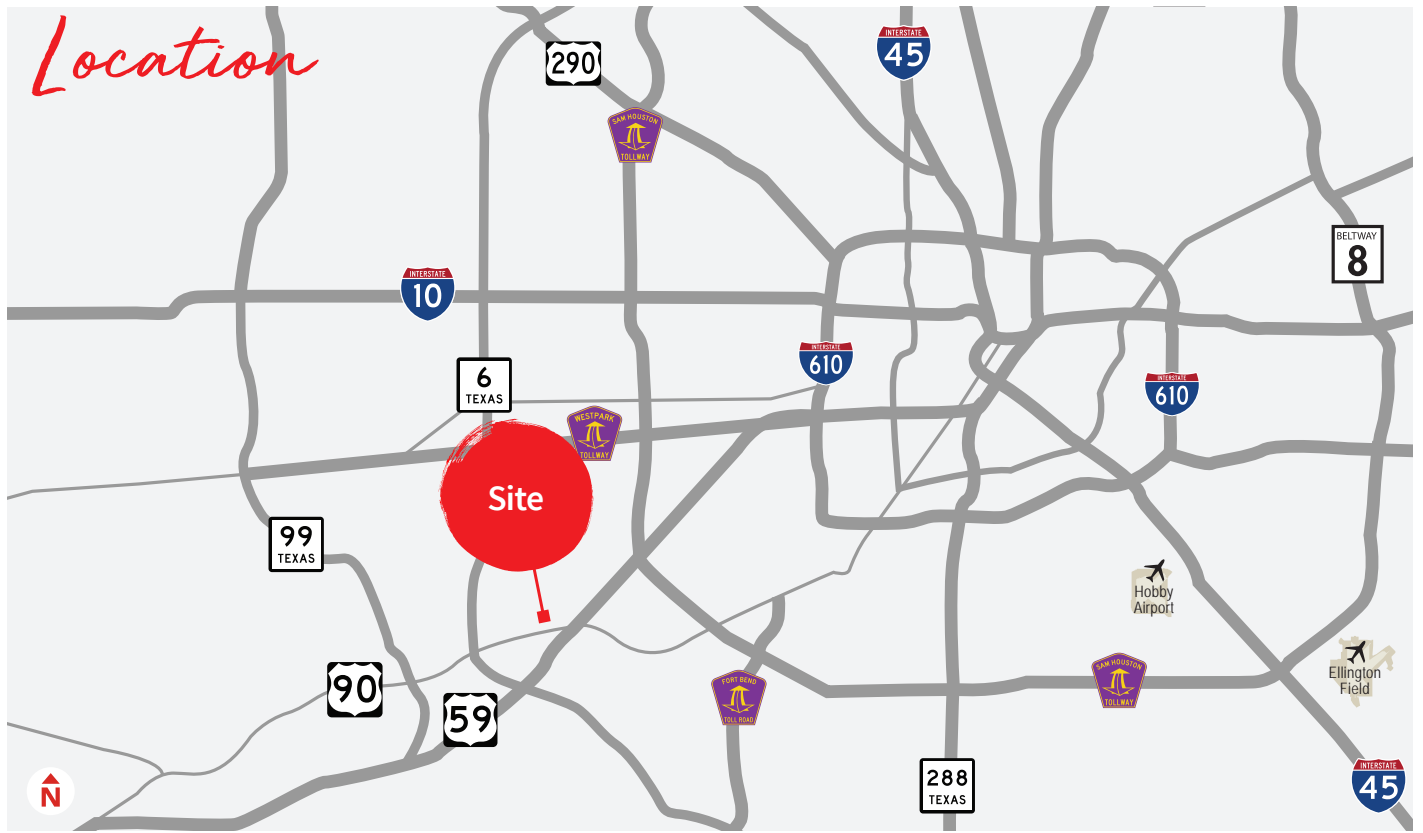 Location
290
INTERSTATE
45
SAM HOUSTON
TOLLWAY
BELTWAY
8
INTERSTATE
10
INTERSTATE
610
6
TEXAS
INTERSTATE
610
WESTPARK
TOLLWAY
Site
99
TEXAS
Hobby
Airport
90
59
FORT BEND
TOLL ROAD
SAM HOUSTON
TOLLWAY
Ellington
Field
N
288
TEXAS
INTERSTATE
45